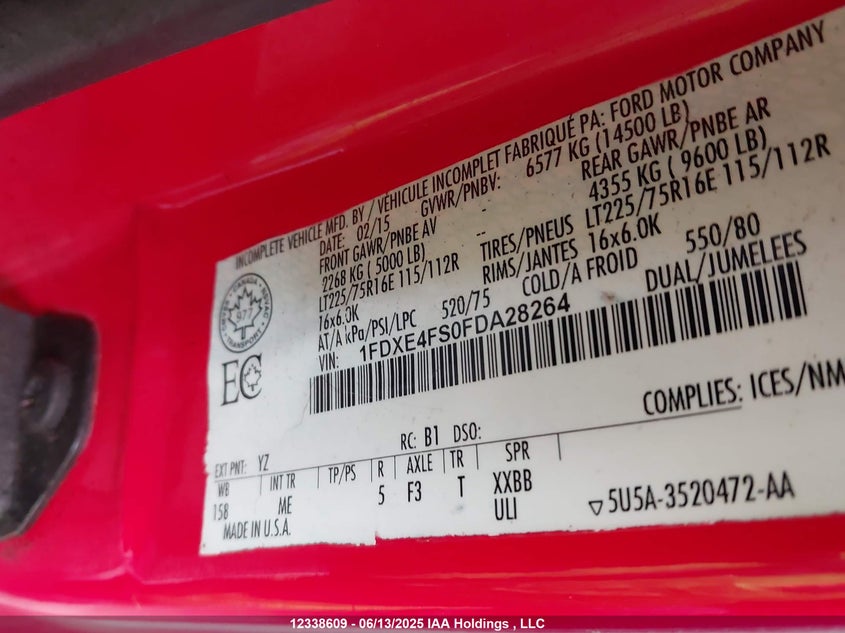 INCOMPLETE VEHICLE MFD. BY / VÉHICULE INCOMPLET FABRIQUÉ PA: FORD MOTOR COMPANY
DATE: 02/15 GVWR/PNBV: 6577 KG (14500 LB)
FRONT GAWR/PNBE AV -- REAR GAWR/PNBE AR
2268 KG ( 5000 LB) -- 4355 KG ( 9600 LB)
LT225/75R16E 115/112R TIRES/PNEUS LT225/75R16E 115/112R
16x6.0K RIMS/JANTES 16x6.0K
AT/A kPa/PSI/LPC 520/75 COLD/A FROID 550/80
VIN: 1FDXE4FS0FDA28264 DUAL/JUMELEES
CANADA
TRANSPORT
977
EC
COMPLIES: ICES/NM
RC: B1 DSO:
EXT PNT: YZ
WB INT TR TP/PS R AXLE TR SPR
158 ME 5 F3 T XXBB
ULI
MADE IN U.S.A.
5U5A-3520472-AA
12338609 - 06/13/2025 IAA Holdings , LLC